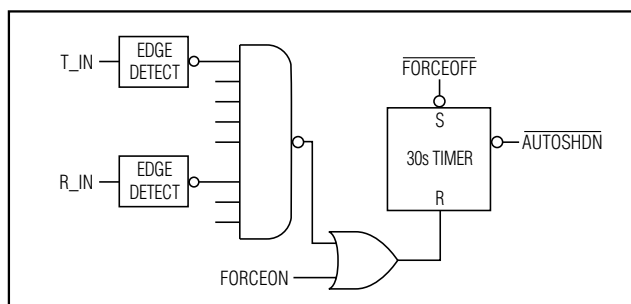 T_IN
EDGE
DETECT
R_IN
EDGE
DETECT
FORCEON
FORCEOFF
S
30s TIMER
R
AUTOSHDN